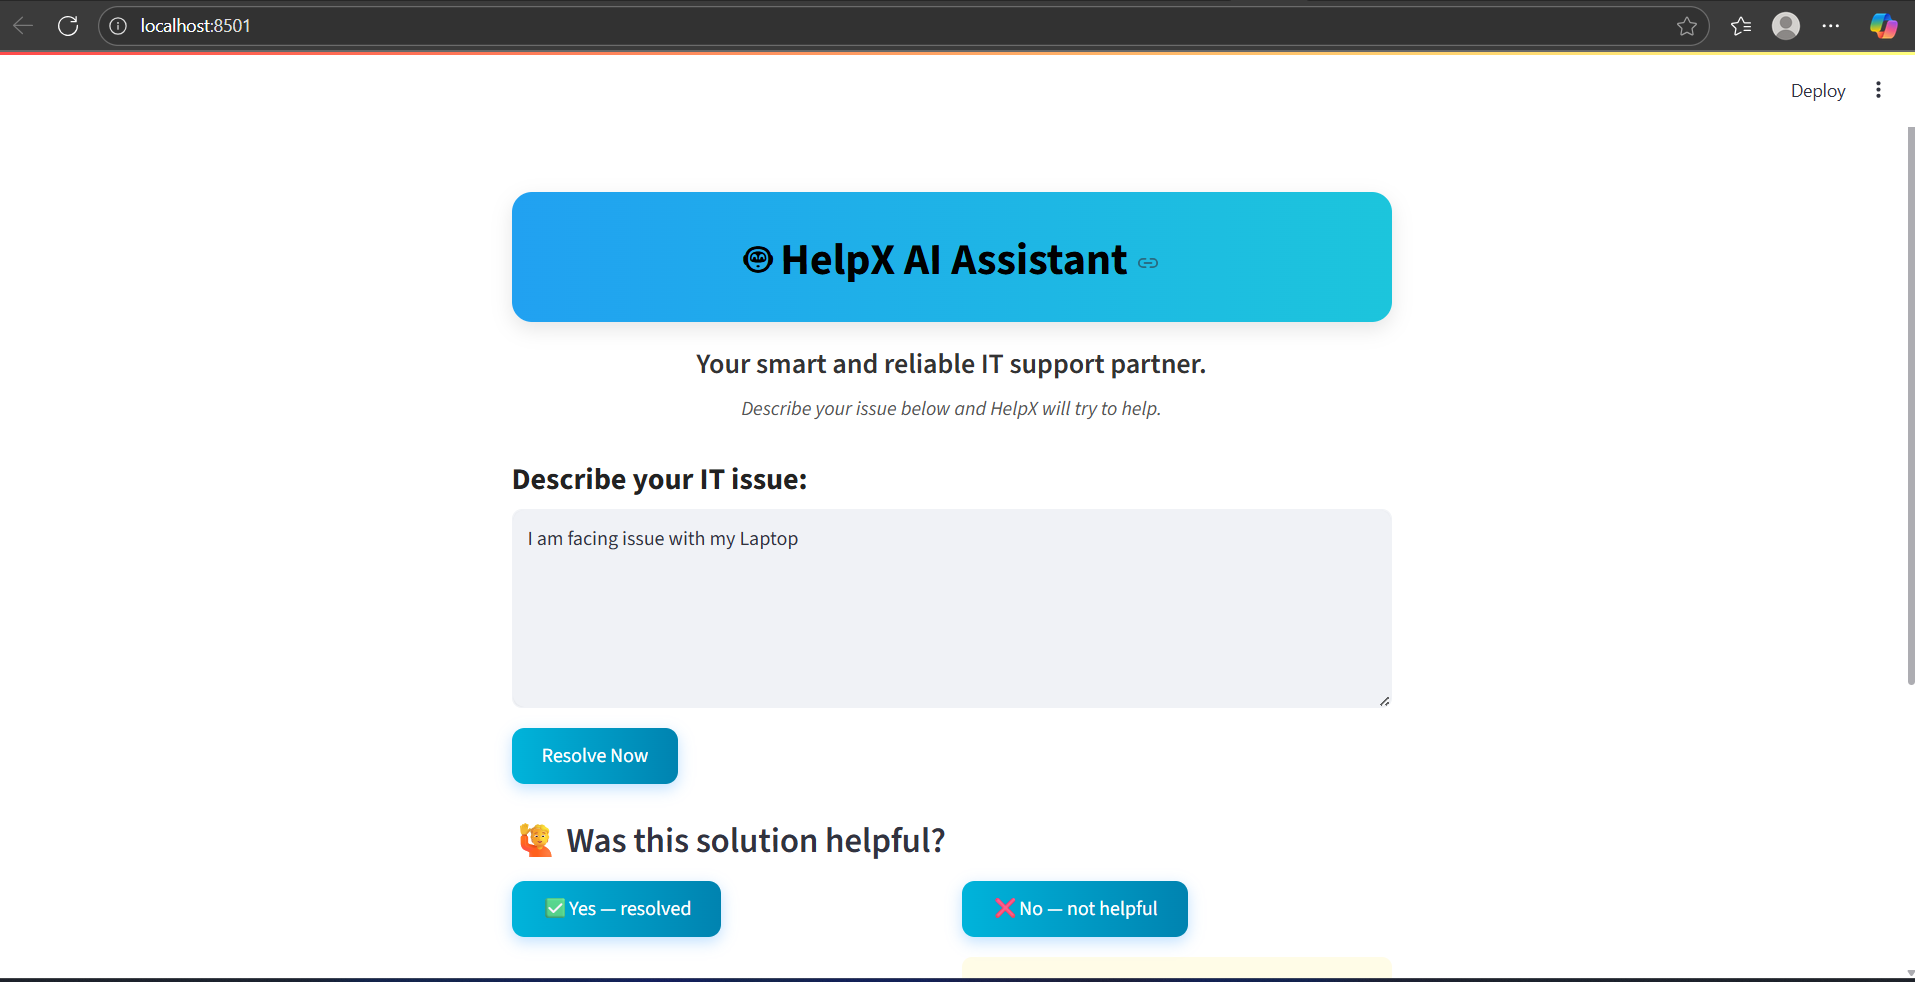 localhost:8501
Deploy
HelpX AI Assistant
Your smart and reliable IT support partner.
Describe your issue below and HelpX will try to help.
Describe your IT issue:
I am facing issue with my Laptop
Resolve Now
Was this solution helpful?
✅ Yes — resolved
❌ No — not helpful